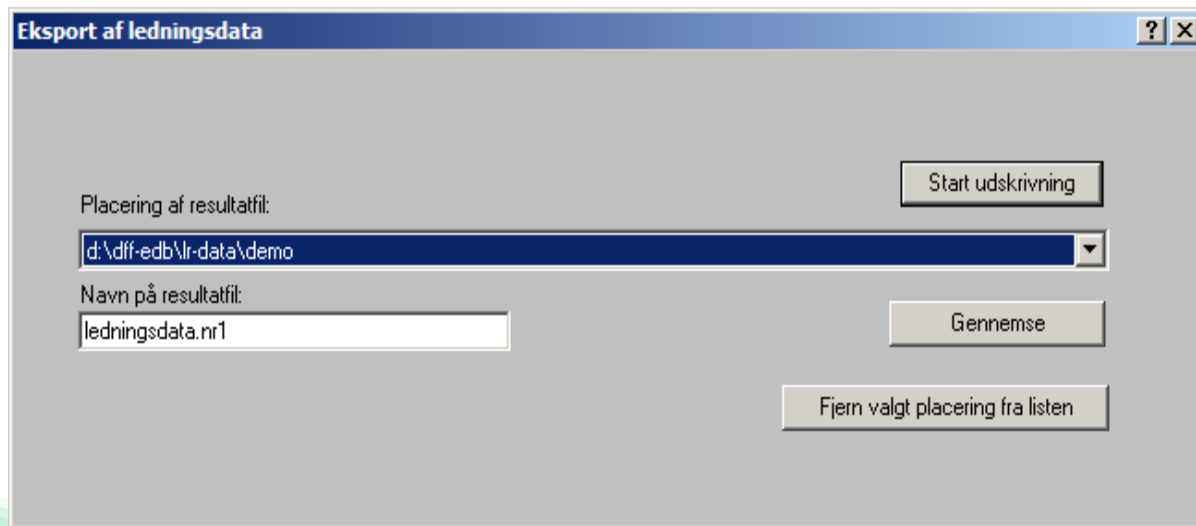 Eksport af ledningsdata
Start udskrivning
Placering af resultatfil:
d:\dff-edb\lr-data\demo
Navn på resultatfil:
ledningsdata.nr1
Gennemse
Fjern valgt placering fra listen